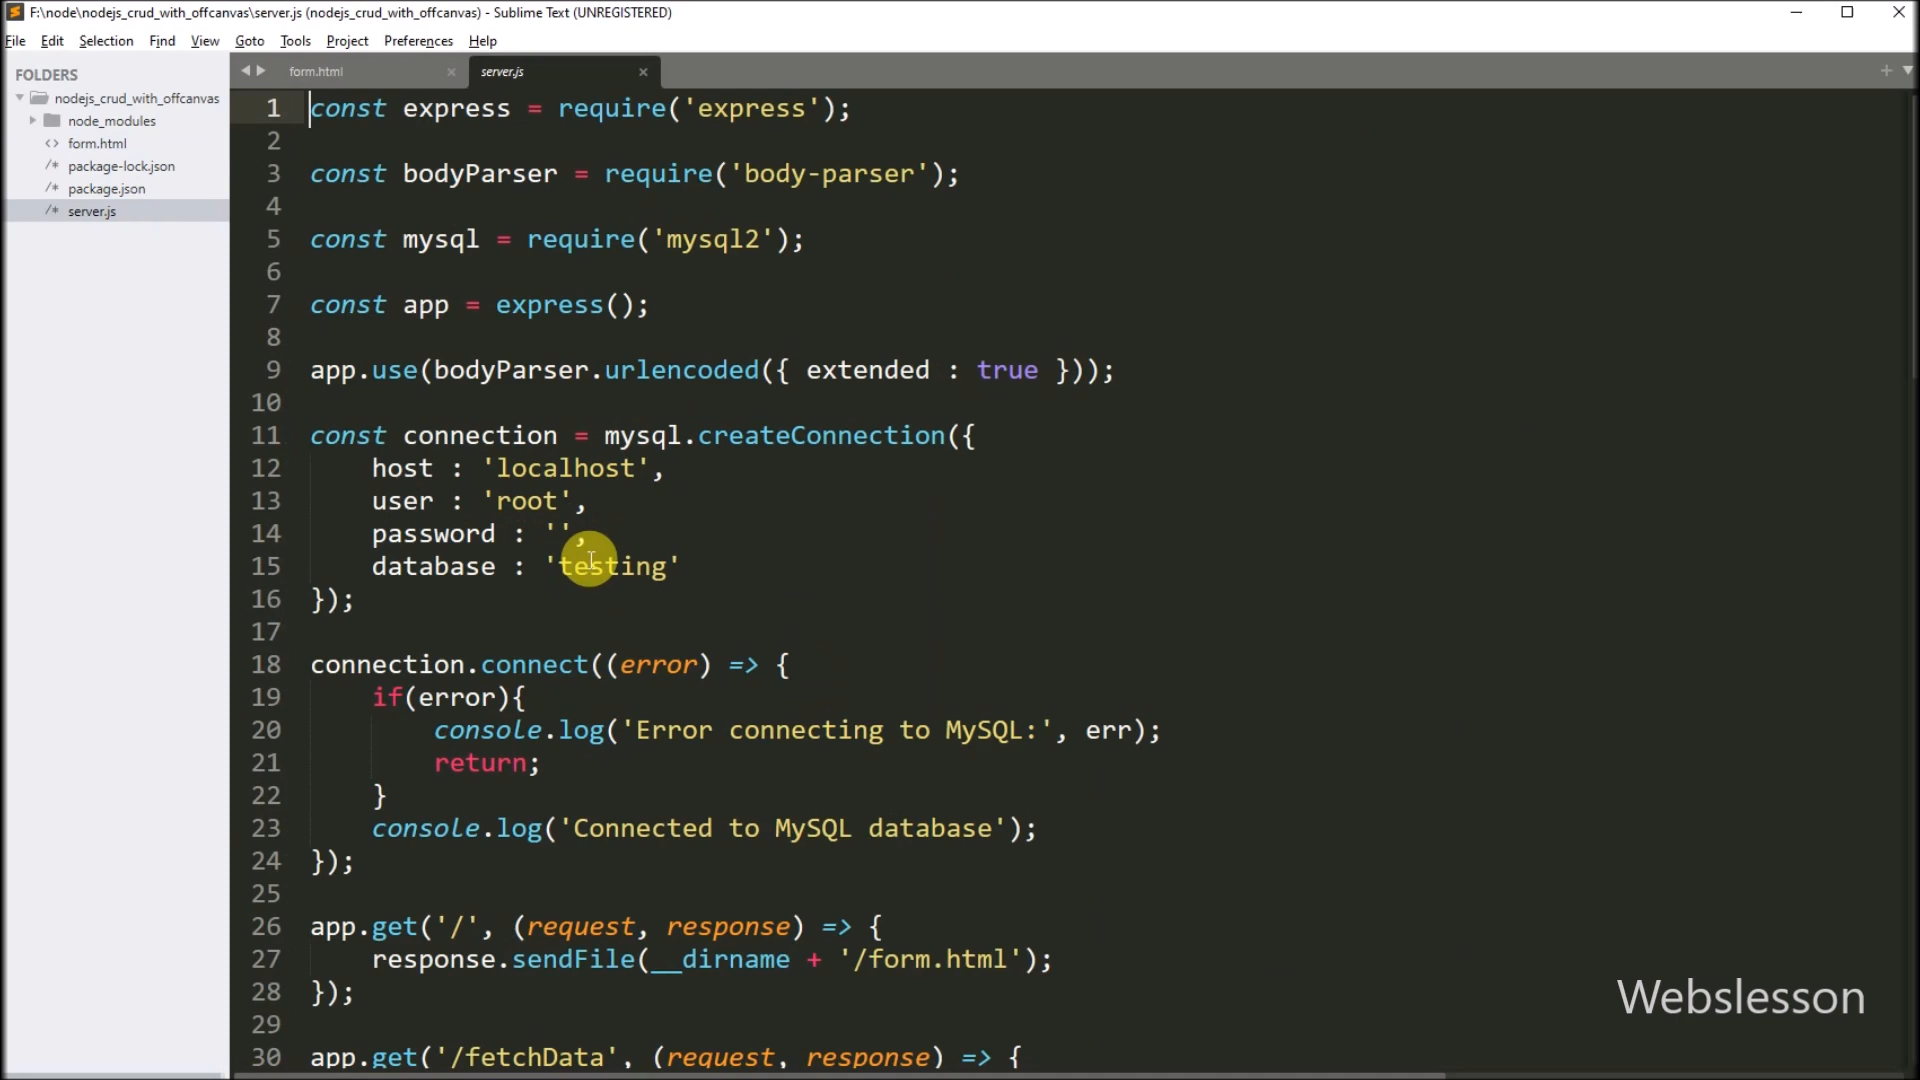 F:\node\nodejs_crud_with_offcanvas\server.js (nodejs_crud_with_offcanvas) - Sublime Text (UNREGISTERED)
File Edit Selection Find View Goto Tools Project Preferences Help
FOLDERS
nodejs_crud_with_offcanvas
node_modules
<> form.html
/* package-lock.json
/* package.json
/* server.js
form.html
server.js
1 const express = require('express');
2
3 const bodyParser = require('body-parser');
4
5 const mysql = require('mysql2');
6
7 const app = express();
8
9 app.use(bodyParser.urlencoded({ extended : true }));
10
11 const connection = mysql.createConnection({
12     host : 'localhost',
13     user : 'root',
14     password : '',
15     database : 'testing'
16 });
17
18 connection.connect((error) => {
19     if(error){
20         console.log('Error connecting to MySQL:', err);
21         return;
22     }
23     console.log('Connected to MySQL database');
24 });
25
26 app.get('/', (request, response) => {
27     response.sendFile(__dirname + '/form.html');
28 });
29
30 app.get('/fetchData', (request, response) => {
Webslesson